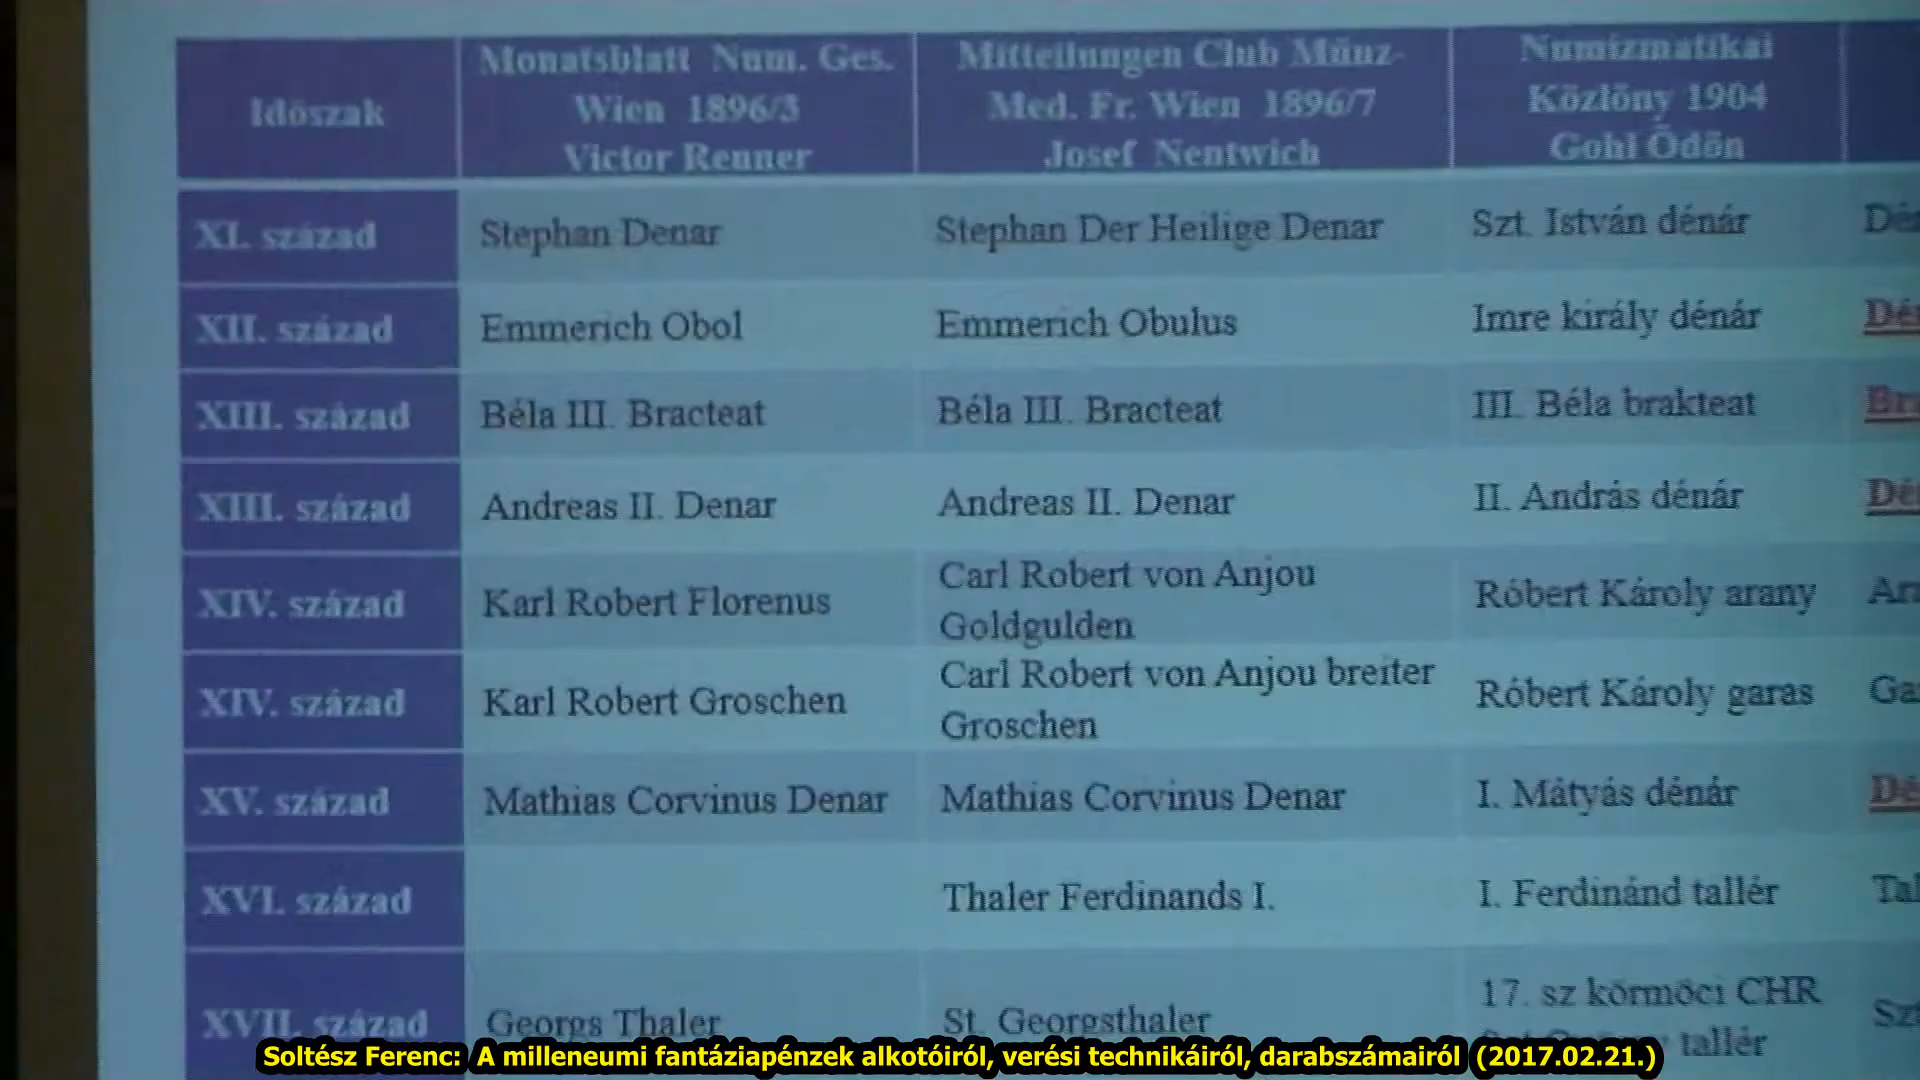 Időszak
Monatsblatt Num. Ges.
Wien 1896/3
Victor Renner
Mitteilungen Club Münz-
Med. Fr. Wien 1896/7
Josef Nentwich
Numizmatikai
Közlöny 1904
Gohl Ödön
XI. század
Stephan Denar
Stephan Der Heilige Denar
Szt. István dénár
XII. század
Emmerich Obol
Emmerich Obulus
Imre király dénár
XIII. század
Béla III. Bracteat
Béla III. Bracteat
III. Béla brakteat
XIII. század
Andreas II. Denar
Andreas II. Denar
II. András dénár
XIV. század
Karl Robert Florenus
Carl Robert von Anjou
Goldgulden
Róbert Károly arany
XIV. század
Karl Robert Groschen
Carl Robert von Anjou breiter
Groschen
Róbert Károly garas
XV. század
Mathias Corvinus Denar
Mathias Corvinus Denar
I. Mátyás dénár
XVI. század
Thaler Ferdinands I.
I. Ferdinánd tallér
XVII. század
Georgs Thaler
St. Georgsthaler
17. sz körmöci CHR
tallér
Soltész Ferenc: A milleneumi fantáziapénzek alkotóiról, verési technikáiról, darabszámairól (2017.02.21.)